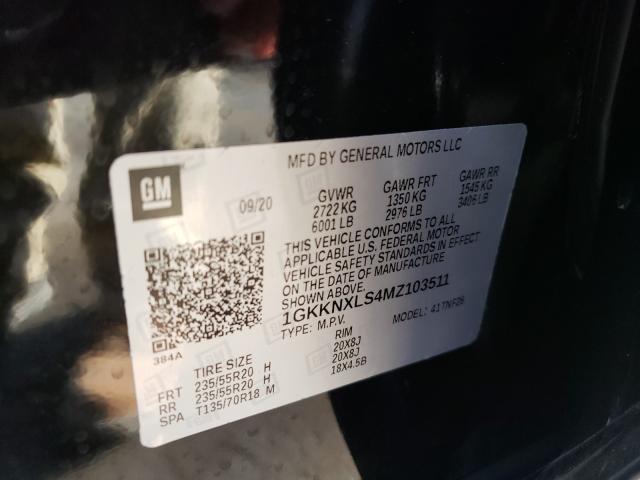 MFD BY GENERAL MOTORS LLC
GM
09/20
GVWR GAWR FRT GAWR RR
2722 KG 1350 KG 1545 KG
6001 LB 2976 LB 3406 LB
THIS VEHICLE CONFORMS TO ALL
APPLICABLE U.S. FEDERAL MOTOR
VEHICLE SAFETY STANDARDS IN EFFECT
ON THE DATE OF MANUFACTURE
SHOWN ABOVE.
1GKKNXLS4MZ103511
TYPE: M.P.V. MODEL: 41TNF26
384A
TIRE SIZE RIM
FRT 235/55R20 H 20X8J
RR 235/55R20 H 20X8J
SPA T135/70R18 M 18X4.5B